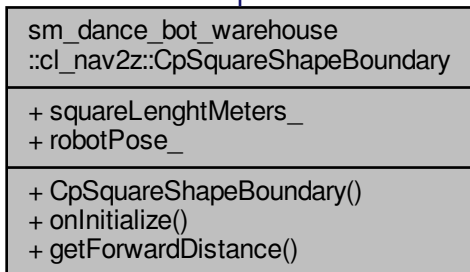 sm_dance_bot_warehouse
::cl_nav2z::CpSquareShapeBoundary
+ squareLenghtMeters_
+ robotPose_
+ CpSquareShapeBoundary()
+ onInitialize()
+ getForwardDistance()